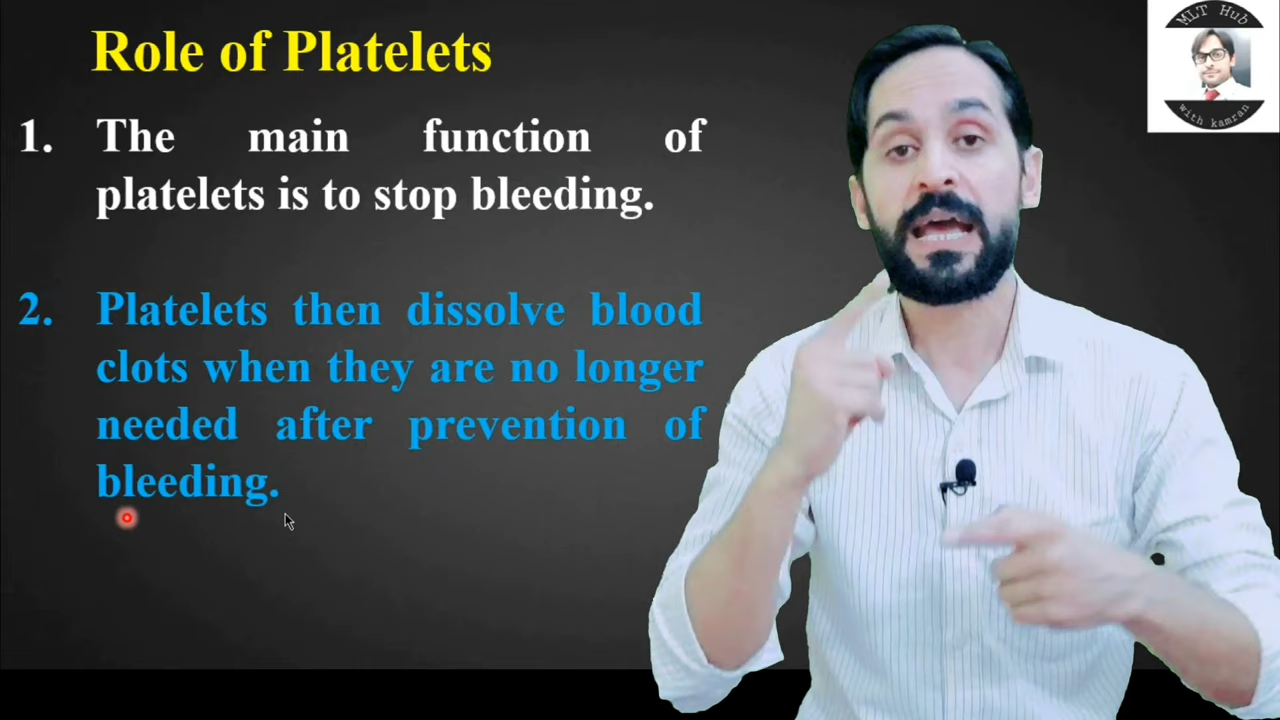 Role of Platelets
1. The main function of
platelets is to stop bleeding.
2. Platelets then dissolve blood
clots when they are no longer
needed after prevention of
bleeding.
MLT Hub
with kamran